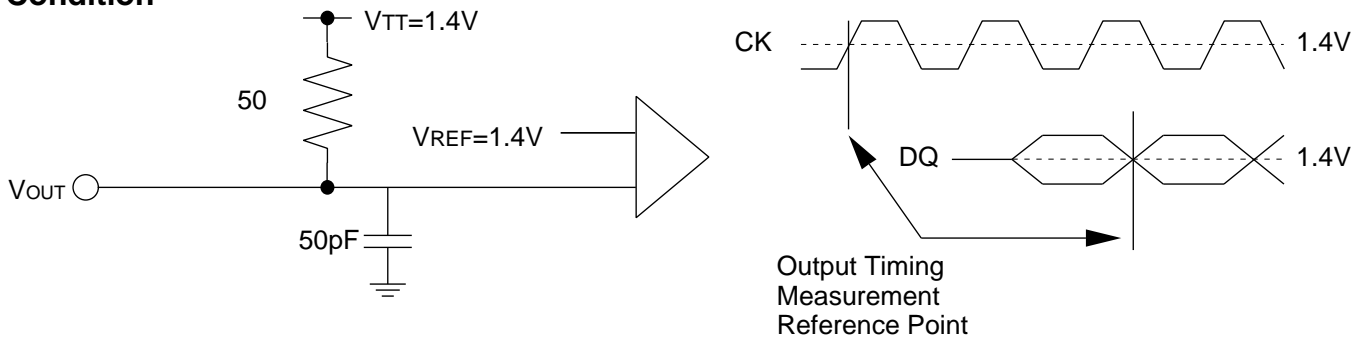 Condition
VTT=1.4V
50
VREF=1.4V
VOUT
50pF
CK
1.4V
DQ
1.4V
Output Timing
Measurement
Reference Point